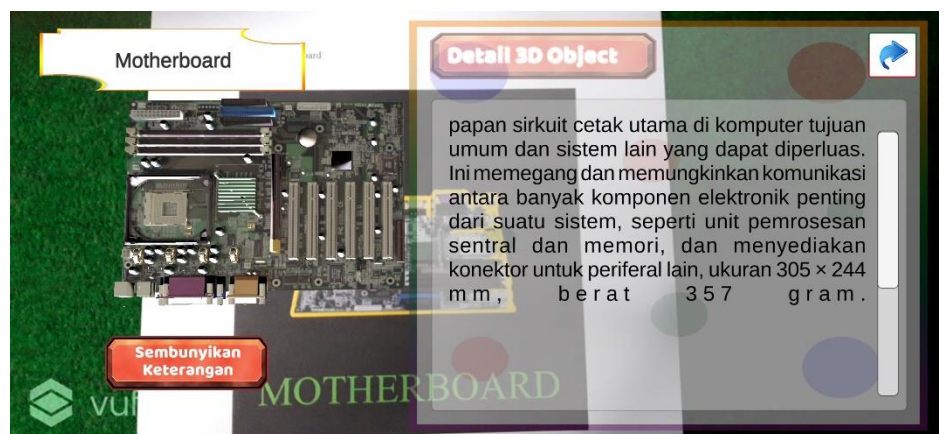 Motherboard
Detail 3D Object
papan sirkuit cetak utama di komputer tujuan
umum dan sistem lain yang dapat diperluas.
Ini memegang dan memungkinkan komunikasi
antara banyak komponen elektronik penting
dari suatu sistem, seperti unit pemrosesan
sentral dan memori, dan menyediakan
konektor untuk periferal lain, ukuran 305 × 244
mm, berat 357 gram.
Sembunyikan
Keterangan
MOTHERBOARD
vuf